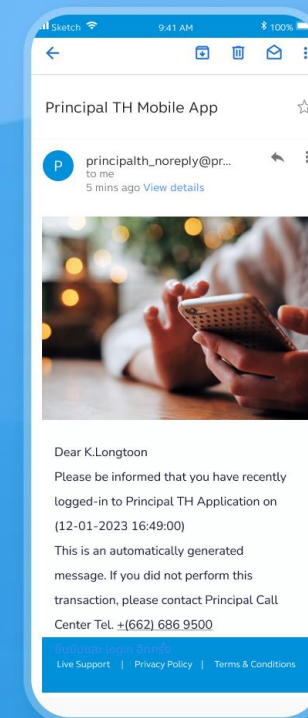 Sketch 9:41 AM 100%
Principal TH Mobile App
P principalth_noreply@pr...
to me
5 mins ago View details
Dear K.Longtoon
Please be informed that you have recently
logged-in to Principal TH Application on
(12-01-2023 16:49:00)
This is an automatically generated
message. If you did not perform this
transaction, please contact Principal Call
Center Tel. +(662) 686 9500
login
Live Support | Privacy Policy | Terms & Conditions